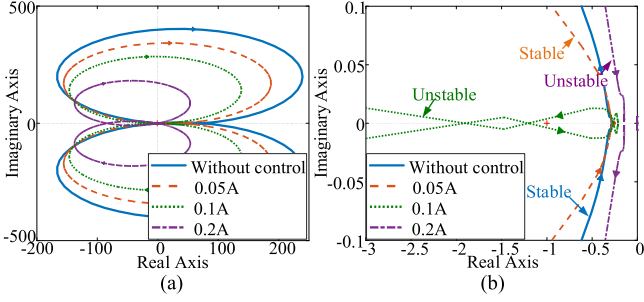 500
0
-500
Imaginary Axis
-200
-100
0
100
200
Real Axis
Without control
0.05A
0.1A
0.2A
(a)
0.1
0.05
0
-0.05
-0.1
Imaginary Axis
-3
-2.5
-2
-1.5
-1
-0.5
0
Real Axis
Stable
Unstable
Unstable
Stable
Without control
0.05A
0.1A
0.2A
(b)